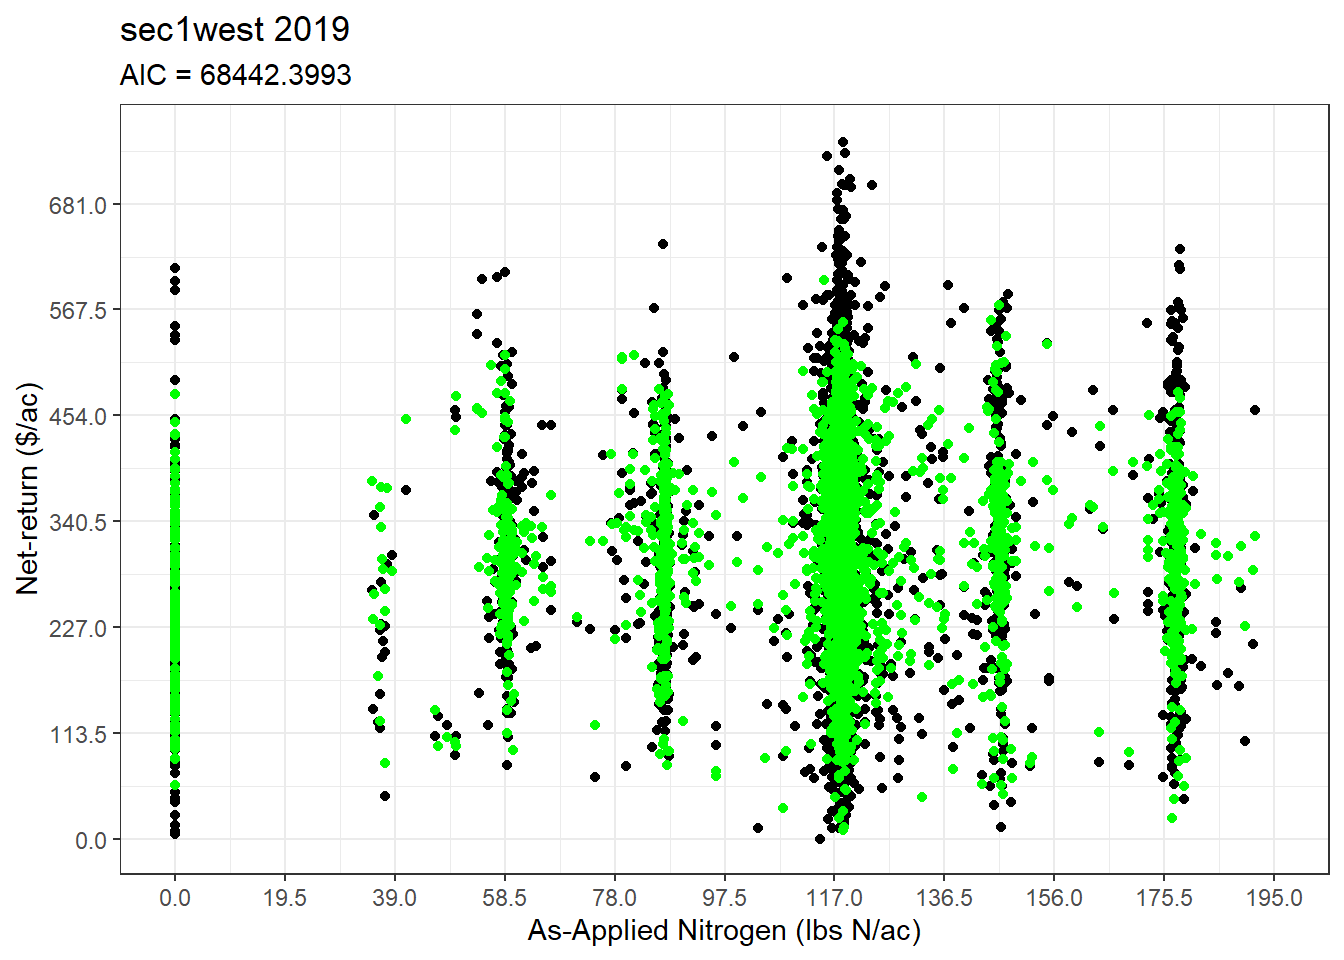 sec1west 2019
AIC = 68442.3993
Net-return ($/ac)
681.0
567.5
454.0
340.5
227.0
113.5
0.0
0.0 19.5 39.0 58.5 78.0 97.5 117.0 136.5 156.0 175.5 195.0
As-Applied Nitrogen (lbs N/ac)